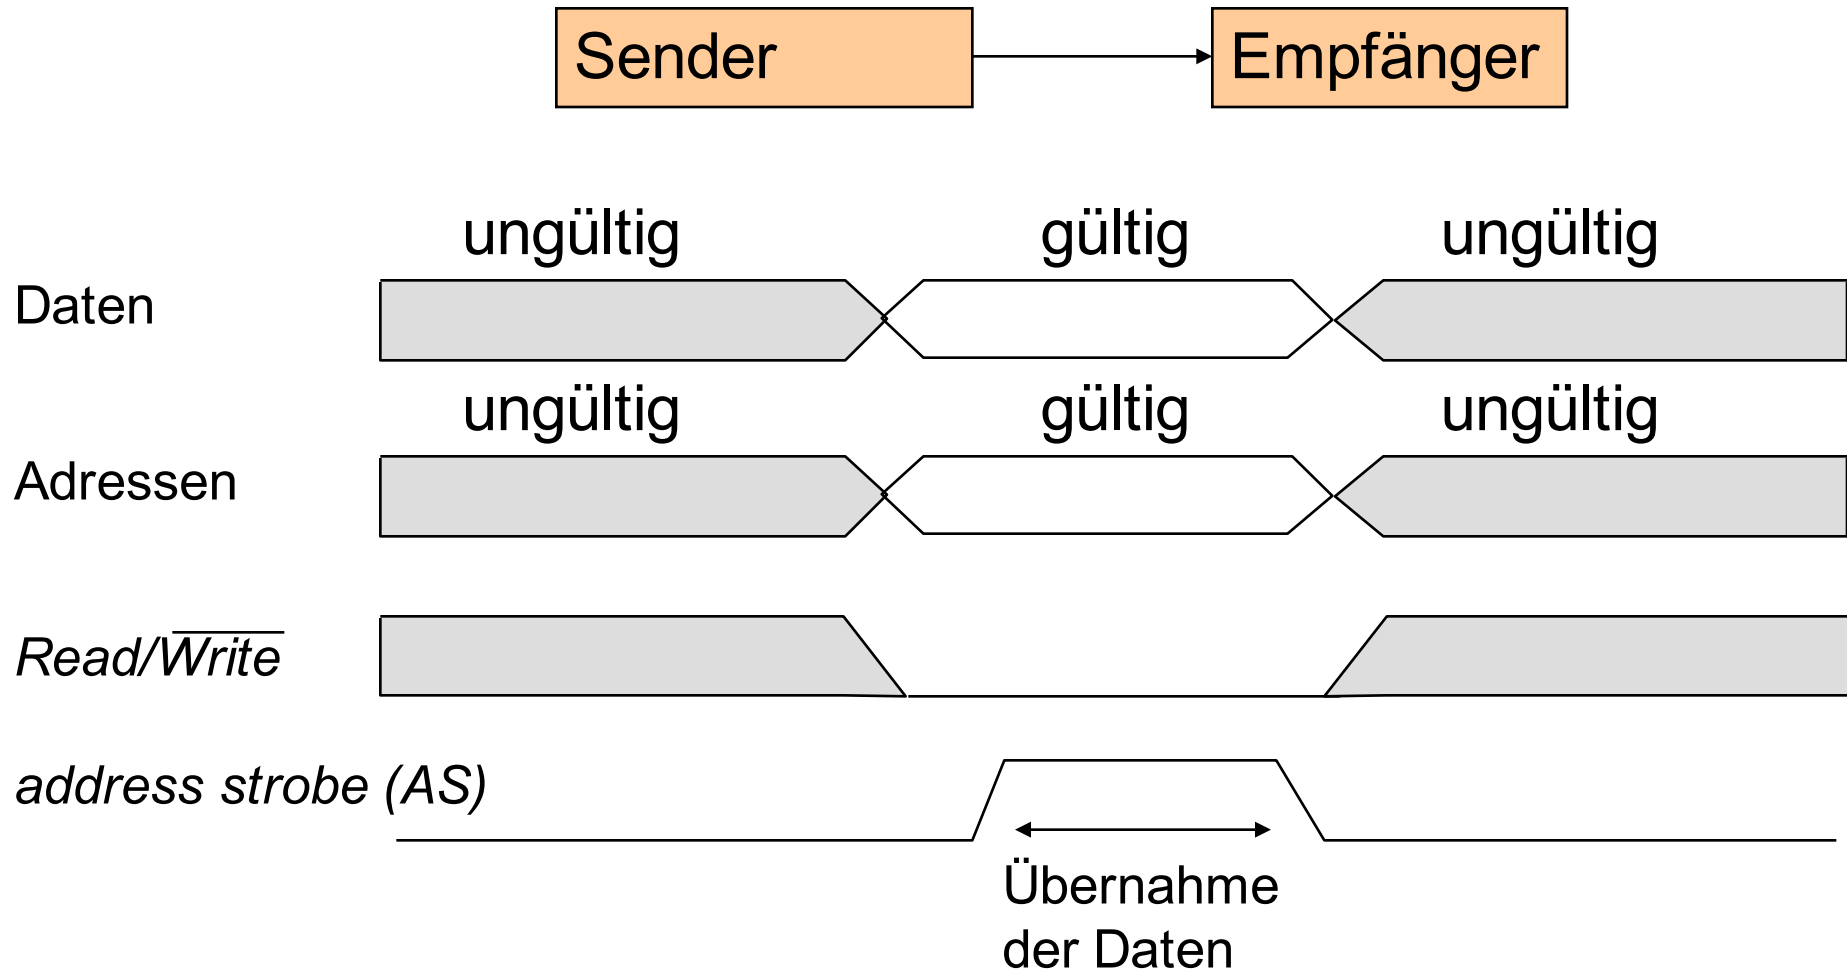 Sender
Empfänger
ungültig gültig ungültig
Daten
ungültig gültig ungültig
Adressen
Read/Write
address strobe (AS)
Übernahme
der Daten